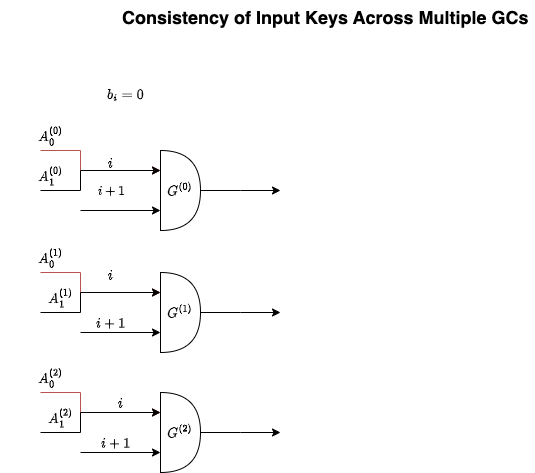 Consistency of Input Keys Across Multiple GCs
b_i = 0
A_0^{(0)}
i
A_1^{(0)}
i + 1
G^{(0)}
A_0^{(1)}
i
A_1^{(1)}
G^{(1)}
i + 1
A_0^{(2)}
i
A_1^{(2)}
G^{(2)}
i + 1